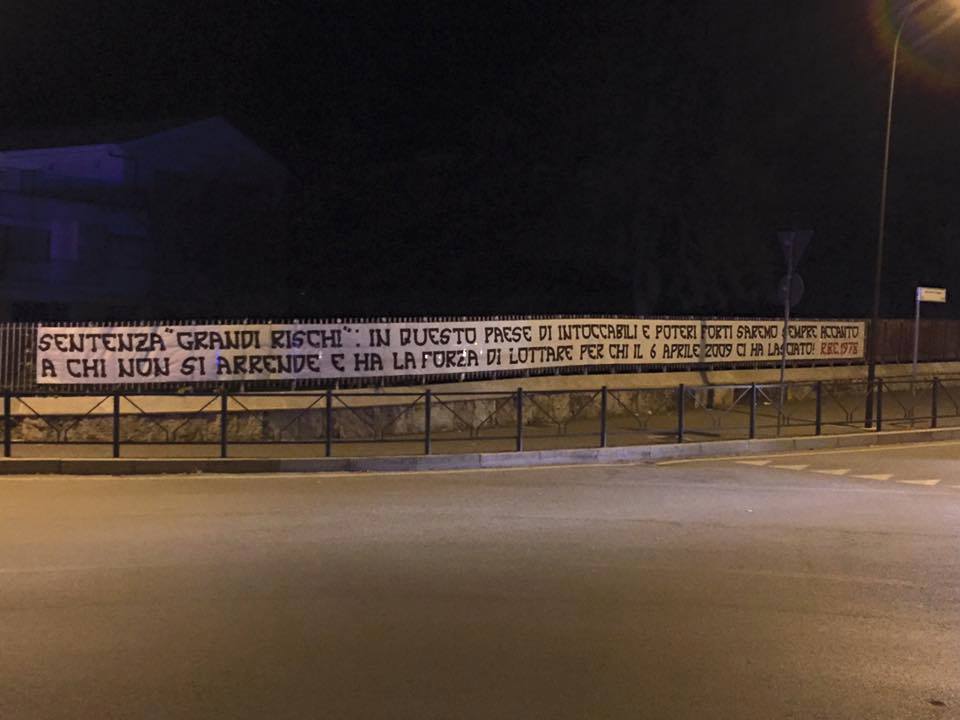 SENTENZA "GRANDI RISCHI": IN QUESTO PAESE DI INTOCCABILI E POTERI FORTI SAREMO SEMPRE ACCANTO
A CHI NON SI ARRENDE E HA LA FORZA DI LOTTARE PER CHI IL 6 APRILE 2009 CI HA LASCIATO! R.B.E. 1978